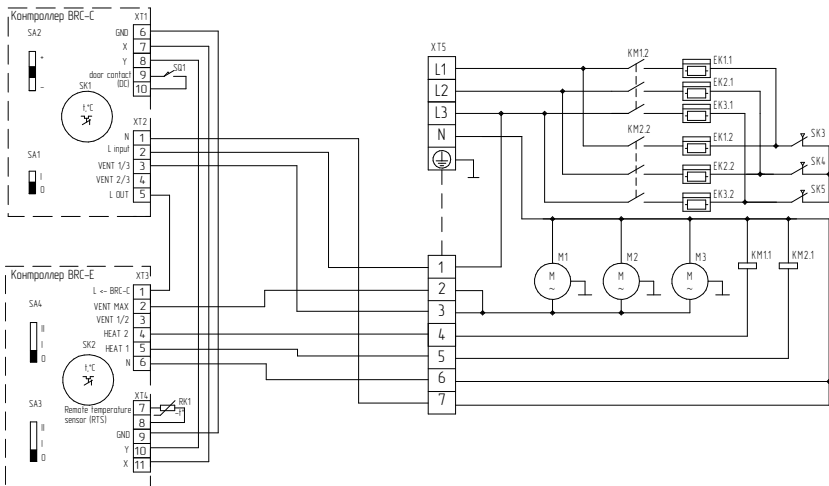 Контроллер BRC-C
XT1
SA2
GND 6
X 7
Y 8
door contact (DC) 9
10
SQ1
+
-
SK1
t,°C
XT2
N 1
L input 2
VENT 1/3 3
VENT 2/3 4
L OUT 5
SA1
I
0
Контроллер BRC-E
XT3
L <- BRC-C 1
VENT MAX 2
VENT 1/2 3
HEAT 2 4
HEAT 1 5
N 6
SA4
II
I
0
SK2
t,°C
XT4
Remote temperature
sensor (RTS)
7
8
GND 9
Y 10
X 11
RK1
-t°
SA3
II
I
0
XT5
L1
L2
L3
N
1
2
3
4
5
6
7
KM1.2
KM2.2
EK1.1
EK2.1
EK3.1
EK1.2
EK2.2
EK3.2
SK3
SK4
SK5
M1
M2
M3
M
~
M
~
M
~
KM1.1
KM2.1